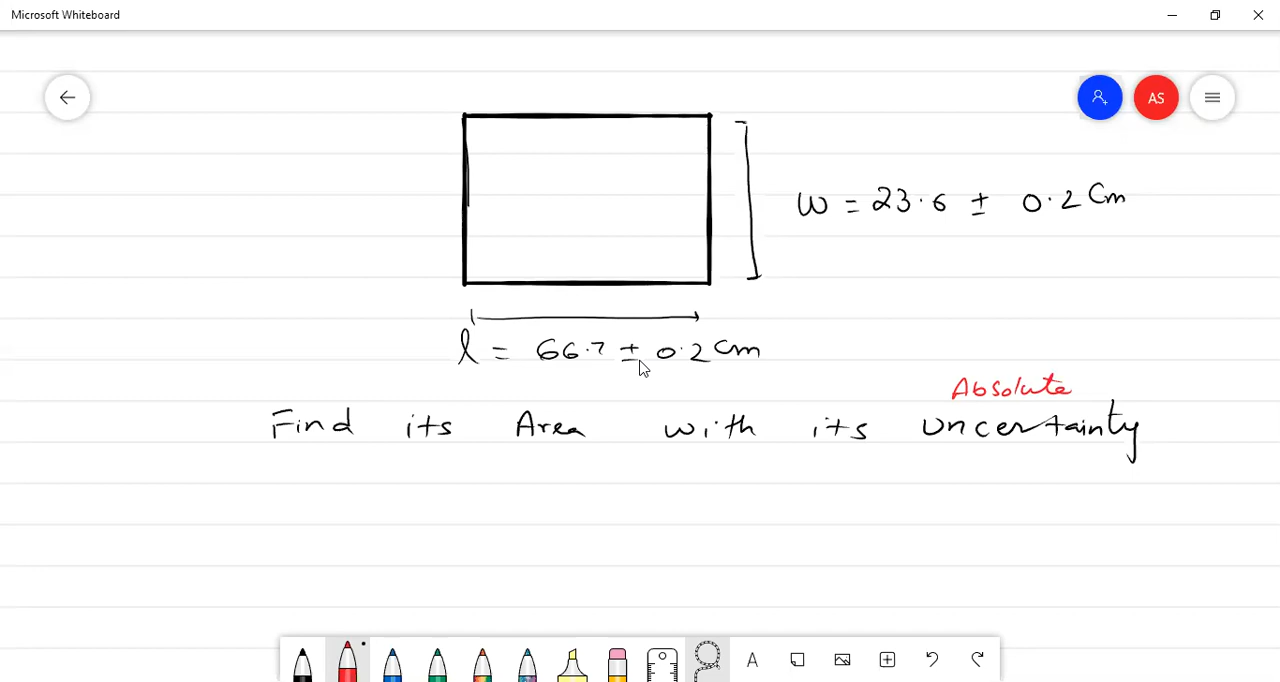 Microsoft Whiteboard
AS
w = 23.6 ± 0.2 Cm
l = 66.7 ± 0.2 Cm
Absolute
Find its Area with its Uncertainty
A